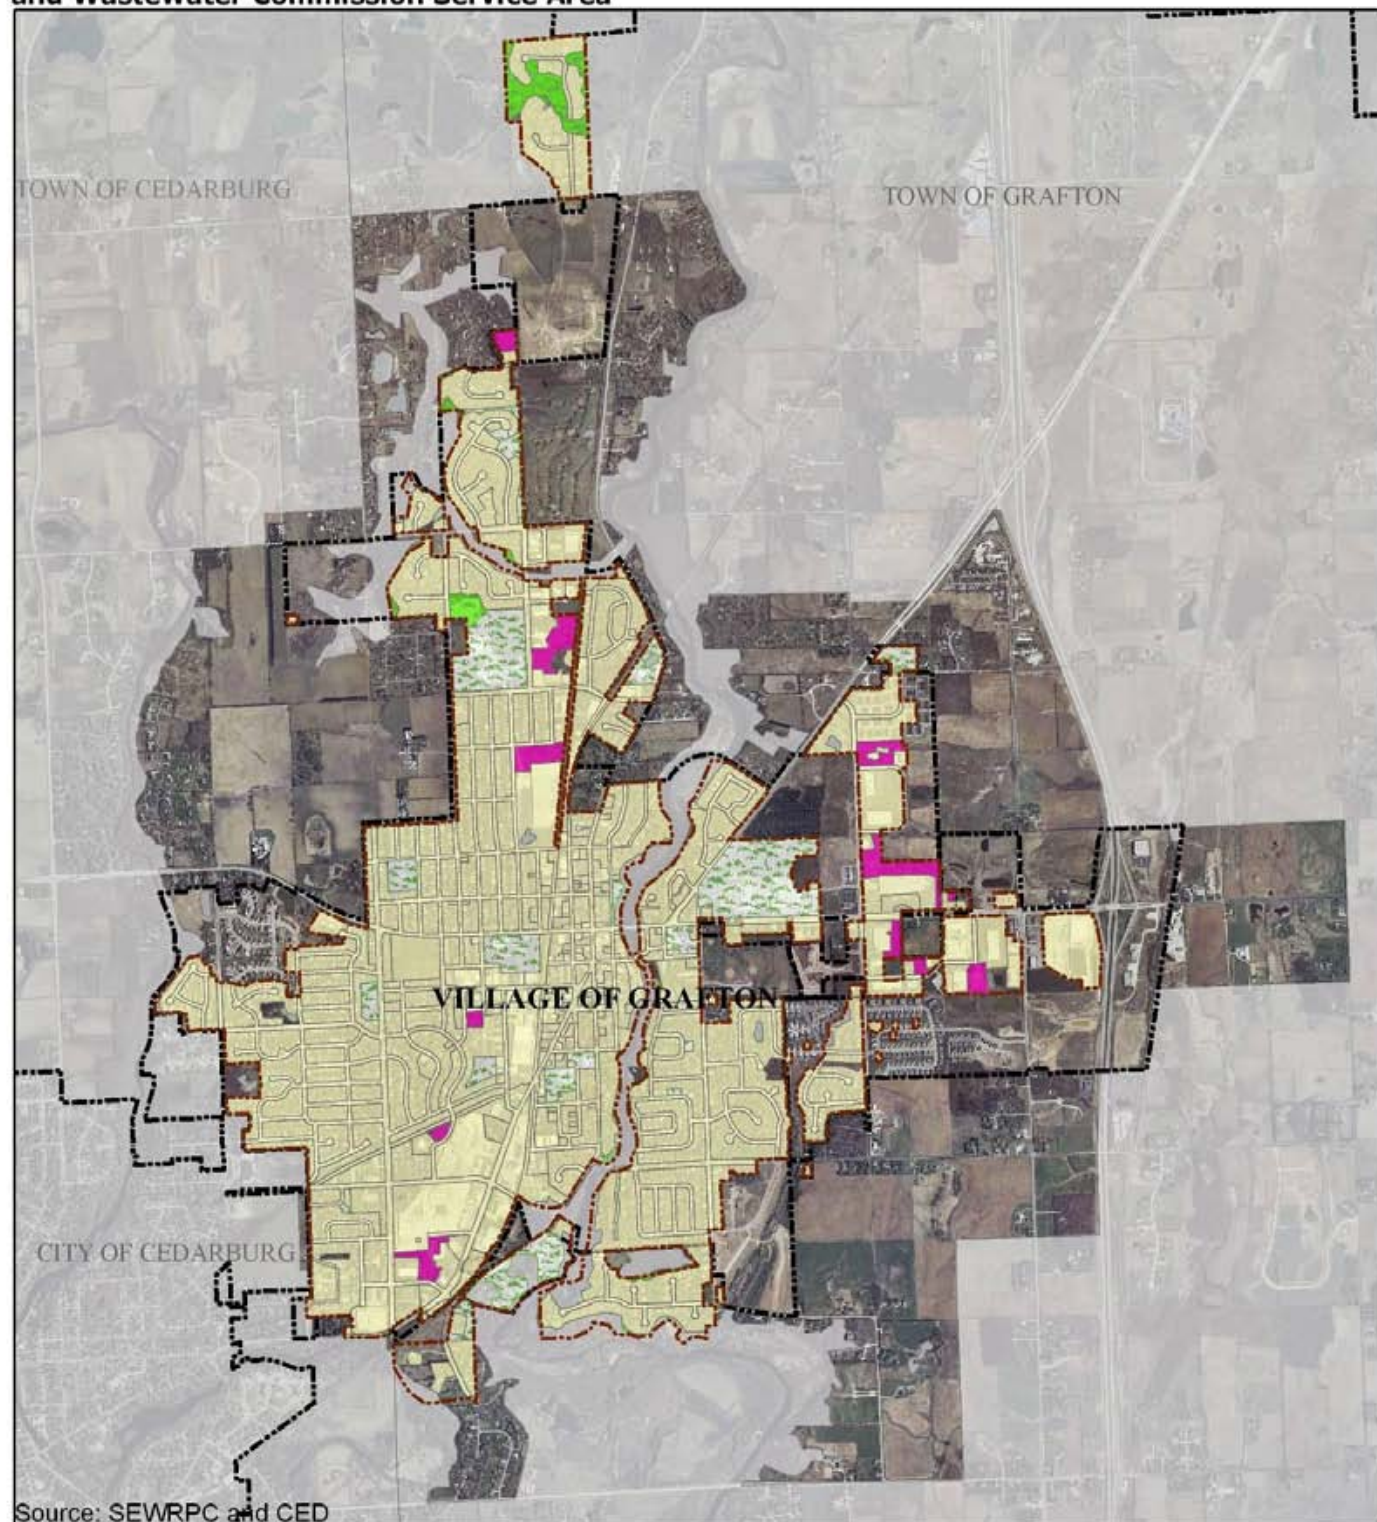 and Wastewater Commission Service Area
TOWN OF CEDARBURG
TOWN OF GRAFTON
VILLAGE OF GRAFTON
CITY OF CEDARBURG
Source: SEWRPC and CED